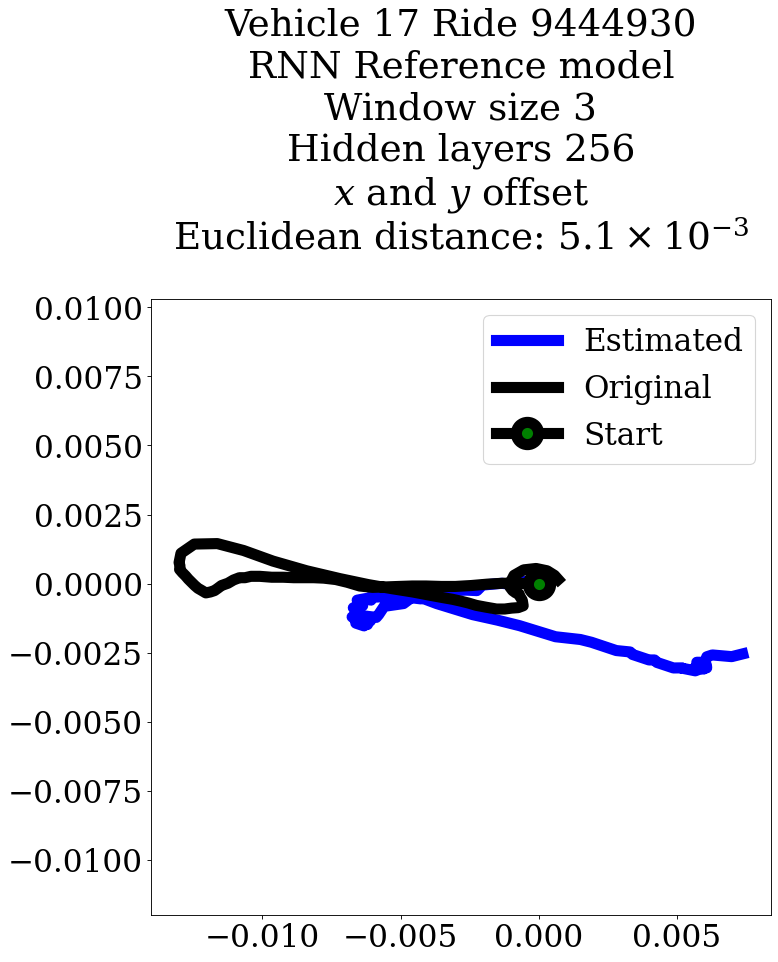 Vehicle 17 Ride 9444930
RNN Reference model
Window size 3
Hidden layers 256
x and y offset
Euclidean distance: 5.1 × 10⁻³
Estimated
Original
Start
0.0100
0.0075
0.0050
0.0025
0.0000
−0.0025
−0.0050
−0.0075
−0.0100
−0.010 −0.005 0.000 0.005